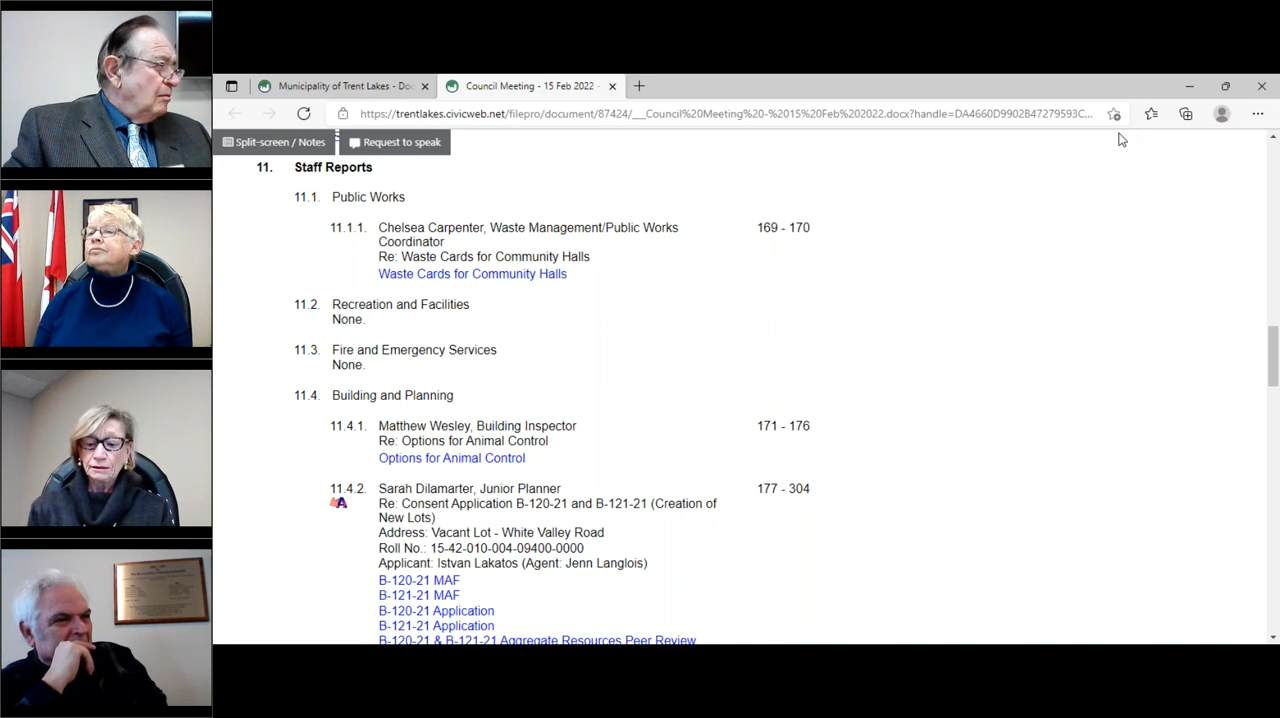 Municipality of Trent Lakes - Doc
Council Meeting - 15 Feb 2022 -
https://trentlakes.civicweb.net/filepro/document/87424/___Council%20Meeting%20-%2015%20Feb%202022.docx?handle=DA4660D9902B47279593C...
Split-screen / Notes
Request to speak
11. Staff Reports
11.1. Public Works
11.1.1. Chelsea Carpenter, Waste Management/Public Works 169 - 170
Coordinator
Re: Waste Cards for Community Halls
Waste Cards for Community Halls
11.2. Recreation and Facilities
None.
11.3. Fire and Emergency Services
None.
11.4. Building and Planning
11.4.1. Matthew Wesley, Building Inspector 171 - 176
Re: Options for Animal Control
Options for Animal Control
11.4.2. Sarah Dilamarter, Junior Planner 177 - 304
A Re: Consent Application B-120-21 and B-121-21 (Creation of
New Lots)
Address: Vacant Lot - White Valley Road
Roll No.: 15-42-010-004-09400-0000
Applicant: Istvan Lakatos (Agent: Jenn Langlois)
B-120-21 MAF
B-121-21 MAF
B-120-21 Application
B-121-21 Application
B-120-21 & B-121-21 Aggregate Resources Peer Review